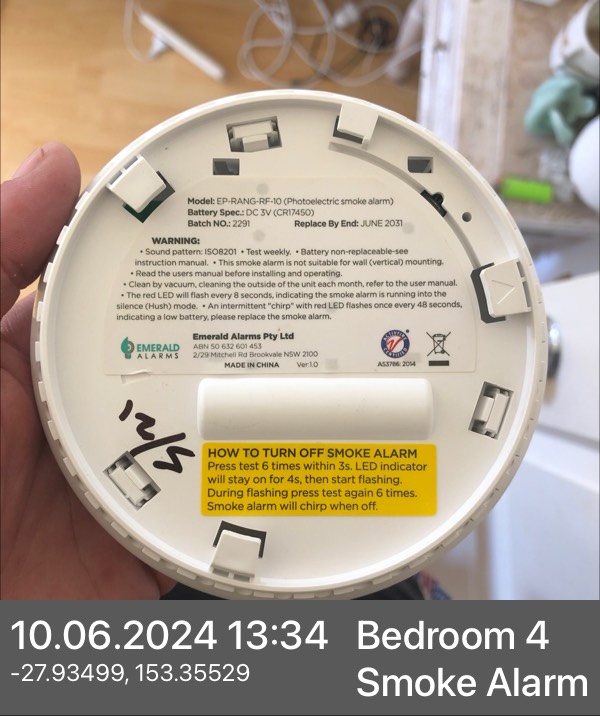 Model: EP-RANG-RF-10 (Photoelectric smoke alarm)
Battery Spec.: DC 3V (CR17450)
Batch NO.: 2291 Replace By End: JUNE 2031
WARNING:
• Sound pattern: ISO8201 • Test weekly. • Battery non-replaceable-see
instruction manual. • This smoke alarm is not suitable for wall (vertical) mounting.
• Read the users manual before installing and operating.
• Clean by vacuum, cleaning the outside of the unit each month, refer to the user manual.
• The red LED will flash every 8 seconds, indicating the smoke alarm is running into the
silence (Hush) mode. • An intermittent "chirp" with red LED flashes once every 48 seconds,
indicating a low battery, please replace the smoke alarm.
EMERALD
ALARMS
Emerald Alarms Pty Ltd
ABN 50 632 601 453
2/29 Mitchell Rd Brookvale NSW 2100
MADE IN CHINA Ver:1.0
AS3786: 2014
12/5
HOW TO TURN OFF SMOKE ALARM
Press test 6 times within 3s. LED indicator
will stay on for 4s, then start flashing.
During flashing press test again 6 times.
Smoke alarm will chirp when off.
10.06.2024 13:34
-27.93499, 153.35529
Bedroom 4
Smoke Alarm